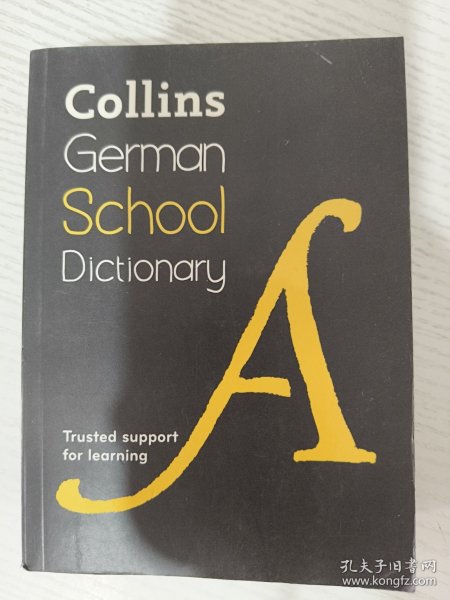 Collins
German
School
Dictionary
A
Trusted support
for learning
孔夫子旧书网
www.kongfz.com